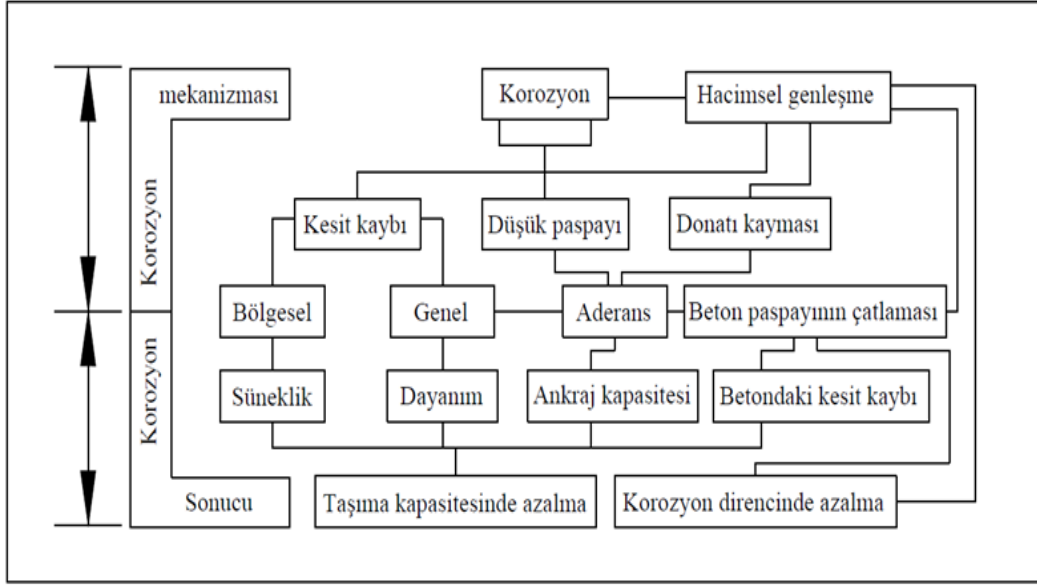 mekanizması
Korozyon
Hacimsel genleşme
Korozyon
Kesit kaybı
Düşük paspayı
Donatı kayması
Bölgesel
Genel
Aderans
Beton paspayının çatlaması
Korozyon
Süneklik
Dayanım
Ankraj kapasitesi
Betondaki kesit kaybı
Sonucu
Taşıma kapasitesinde azalma
Korozyon direncinde azalma